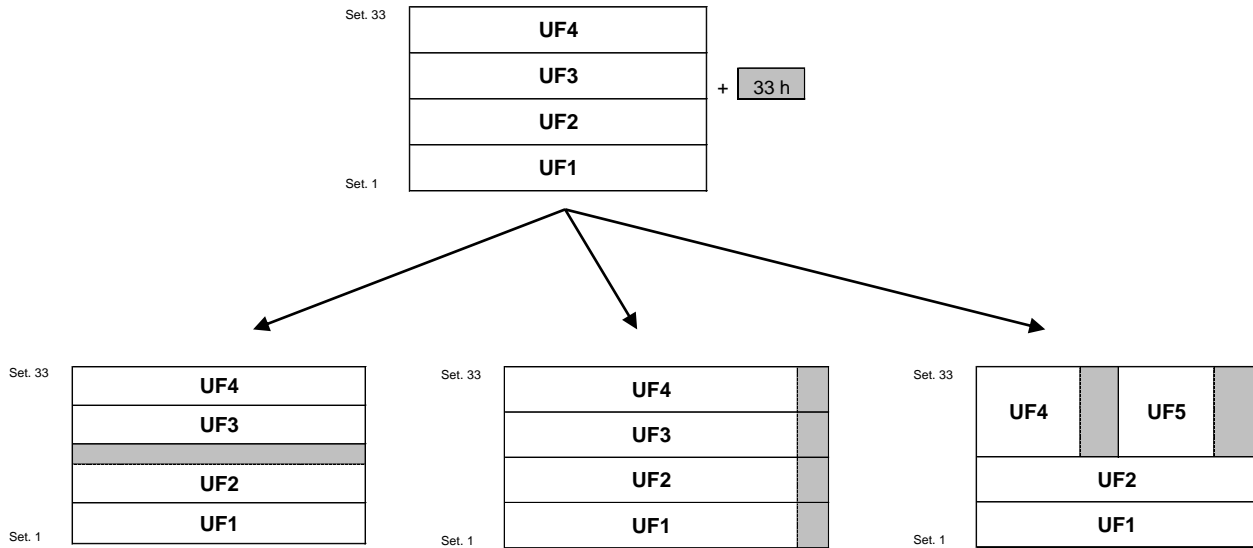 Set. 33
UF4
UF3
+ 33 h
UF2
UF1
Set. 1
Set. 33
UF4
UF3
UF2
UF1
Set. 1
Set. 33
UF4
UF3
UF2
UF1
Set. 1
Set. 33
UF4 UF5
UF2
UF1
Set. 1